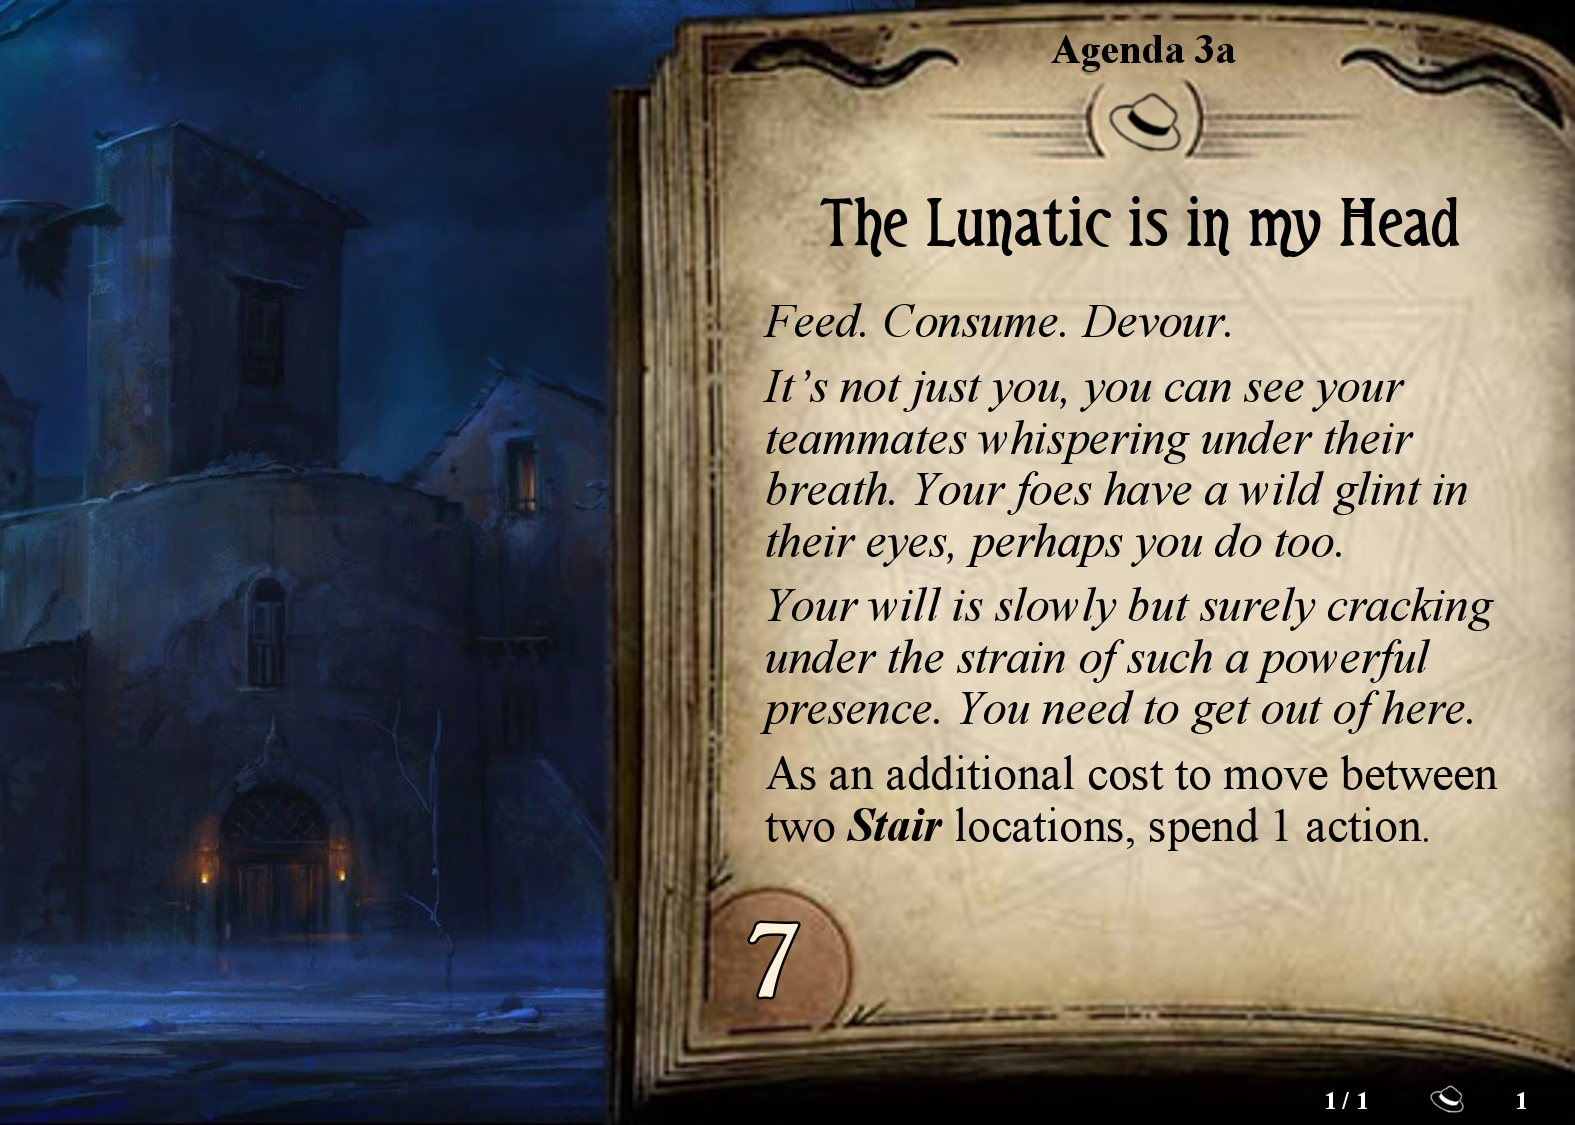 Agenda 3a
The Lunatic is in my Head
Feed. Consume. Devour.
It’s not just you, you can see your
teammates whispering under their
breath. Your foes have a wild glint in
their eyes, perhaps you do too.
Your will is slowly but surely cracking
under the strain of such a powerful
presence. You need to get out of here.
As an additional cost to move between
two Stair locations, spend 1 action.
7
1 / 1 1